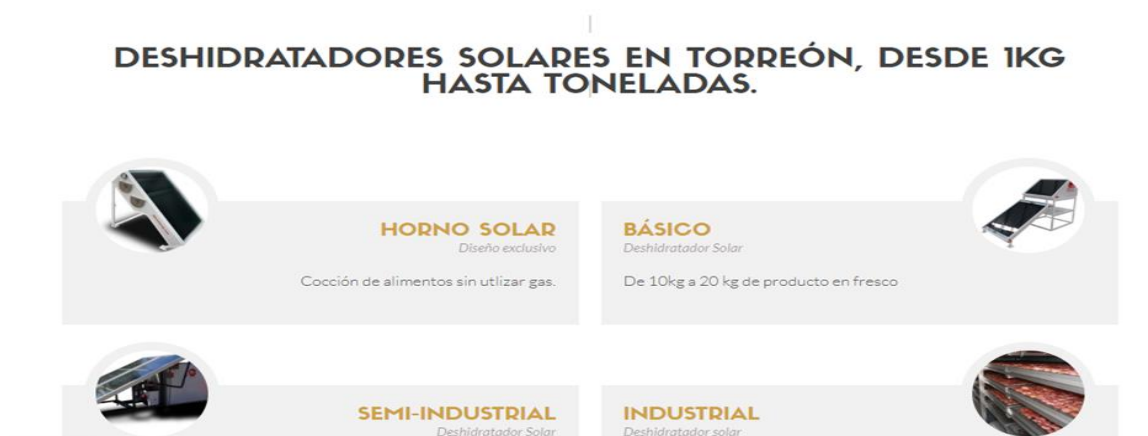 DESHIDRATADORES SOLARES EN TORREÓN, DESDE 1KG
HASTA TONELADAS.
HORNO SOLAR
Diseño exclusivo
Cocción de alimentos sin utlizar gas.
BÁSICO
Deshidratador Solar
De 10kg a 20 kg de producto en fresco
SEMI-INDUSTRIAL
Deshidratador Solar
INDUSTRIAL
Deshidratador solar